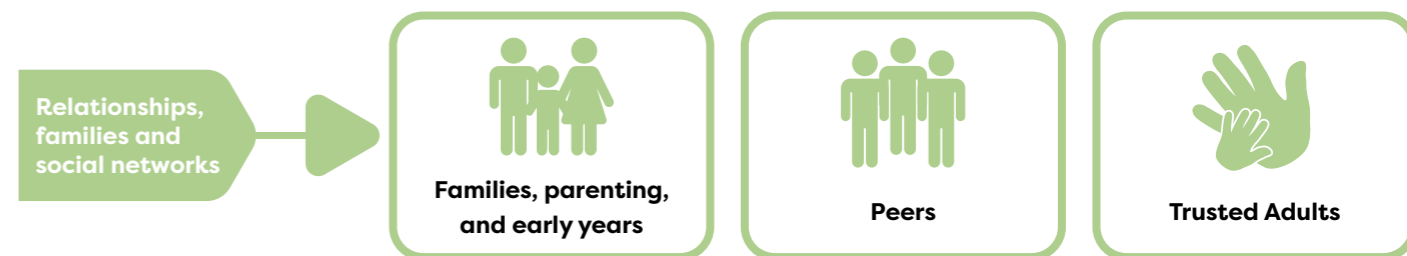 Relationships,
families and
social networks
Families, parenting,
and early years
Peers
Trusted Adults